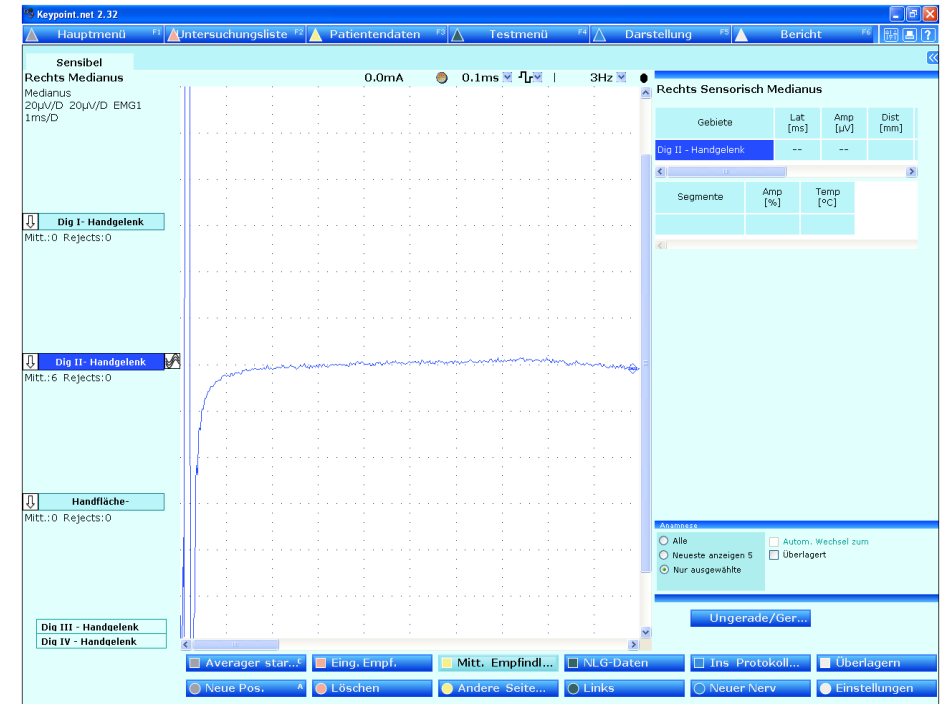 Keypoint.net 2.32
Hauptmenü F1 Untersuchungsliste F2 Patientendaten F3 Testmenü F4 Darstellung F5 Bericht F6
Sensibel
Rechts Medianus 0.0mA 0.1ms 3Hz
Medianus
20µV/D 20µV/D EMG1
1ms/D
Dig I- Handgelenk
Mitt.:0 Rejects:0
Dig II- Handgelenk
Mitt.:6 Rejects:0
Handfläche-
Mitt.:0 Rejects:0
Dig III - Handgelenk
Dig IV - Handgelenk
Rechts Sensorisch Medianus
Gebiete Lat [ms] Amp [µV] Dist [mm]
Dig II - Handgelenk -- --
Segmente Amp [%] Temp [ºC]
Anamnese
Alle
Neueste anzeigen 5
Nur ausgewählte
Autom. Wechsel zum
Überlagert
Ungerade/Ger...
Averager star...C Eing. Empf. Mitt. Empfindl... NLG-Daten Ins Protokoll... Überlagern
Neue Pos. A Löschen Andere Seite... Links Neuer Nerv Einstellungen